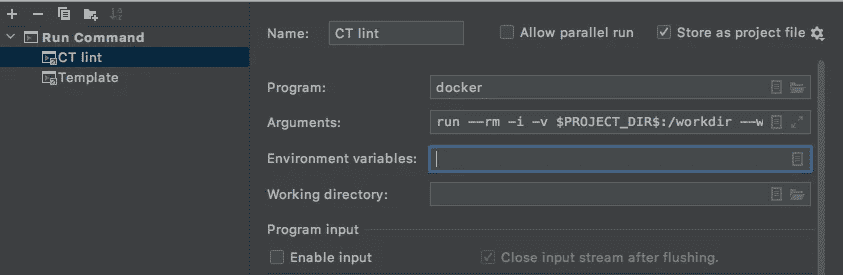 Run Command
CT lint
Template
Name: CT lint Allow parallel run Store as project file
Program: docker
Arguments: run --rm -i -v $PROJECT_DIR$:/workdir --w
Environment variables:
Working directory:
Program input
Enable input Close input stream after flushing.